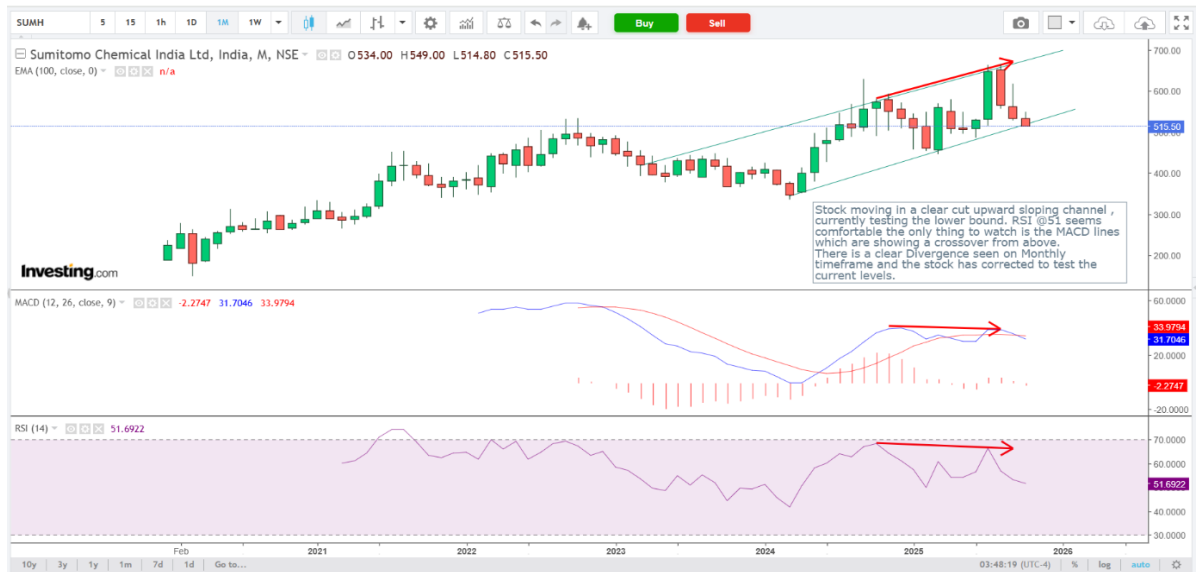 SUMH 5 15 1h 1D 1M 1W Buy Sell
Sumitomo Chemical India Ltd, India, M, NSE O534.00 H549.00 L514.80 C515.50
EMA (100, close, 0) n/a
700.00
600.00
515.50
500.00
400.00
300.00
200.00
Stock moving in a clear cut upward sloping channel ,
currently testing the lower bound. RSI @51 seems
comfortable the only thing to watch is the MACD lines
which are showing a crossover from above.
There is a clear Divergence seen on Monthly
timeframe and the stock has corrected to test the
current levels.
Investing.com
MACD (12, 26, close, 9) -2.2747 31.7046 33.9794
60.0000
33.9794
31.7046
20.0000
-2.2747
-20.0000
RSI (14) 51.6922
70.0000
60.0000
51.6922
40.0000
30.0000
Feb 2021 2022 2023 2024 2025 2026
10y 3y 1y 1m 7d 1d Go to... 03:48:19 (UTC-4) % log auto